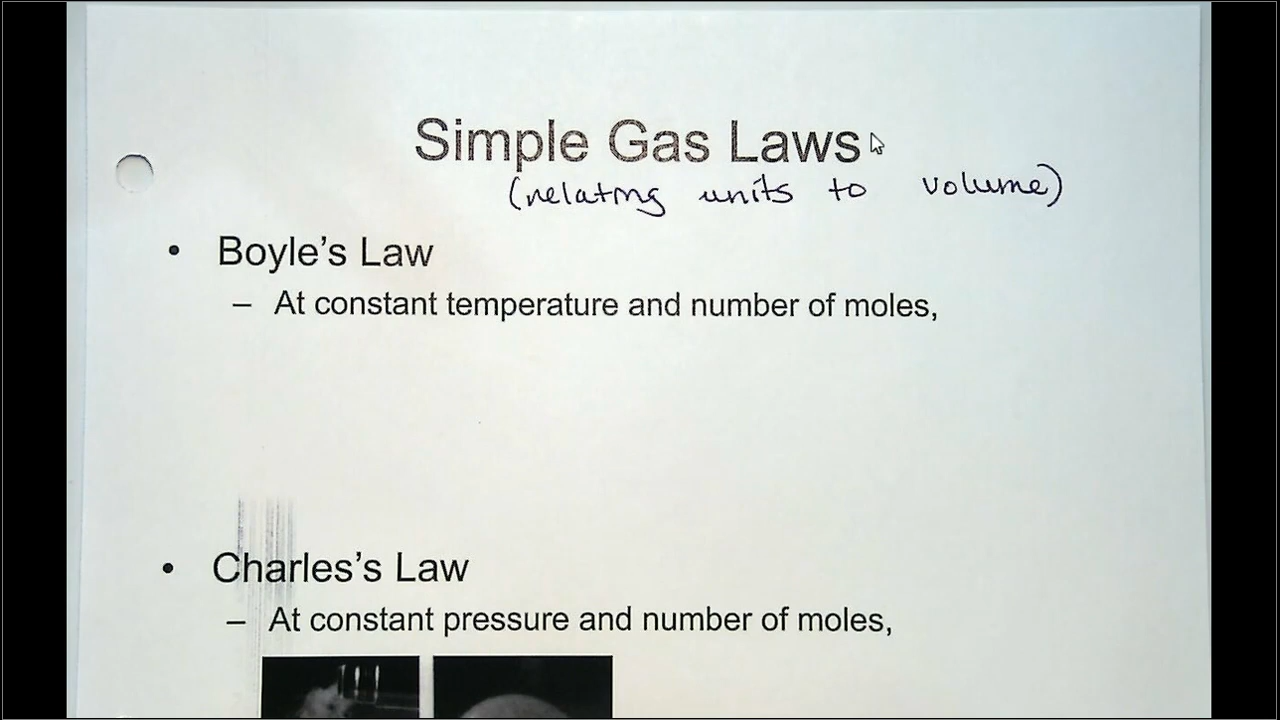 Simple Gas Laws
(relating units to volume)
• Boyle's Law
– At constant temperature and number of moles,
• Charles's Law
– At constant pressure and number of moles,